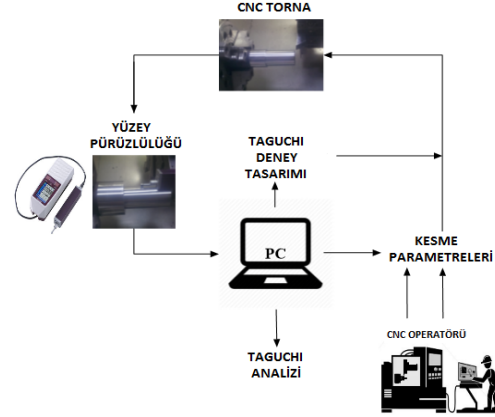 CNC TORNA
YÜZEY
PÜRÜZLÜLÜĞÜ
TAGUCHI
DENEY
TASARIMI
PC
KESME
PARAMETRELERİ
CNC OPERATÖRÜ
TAGUCHI
ANALİZİ